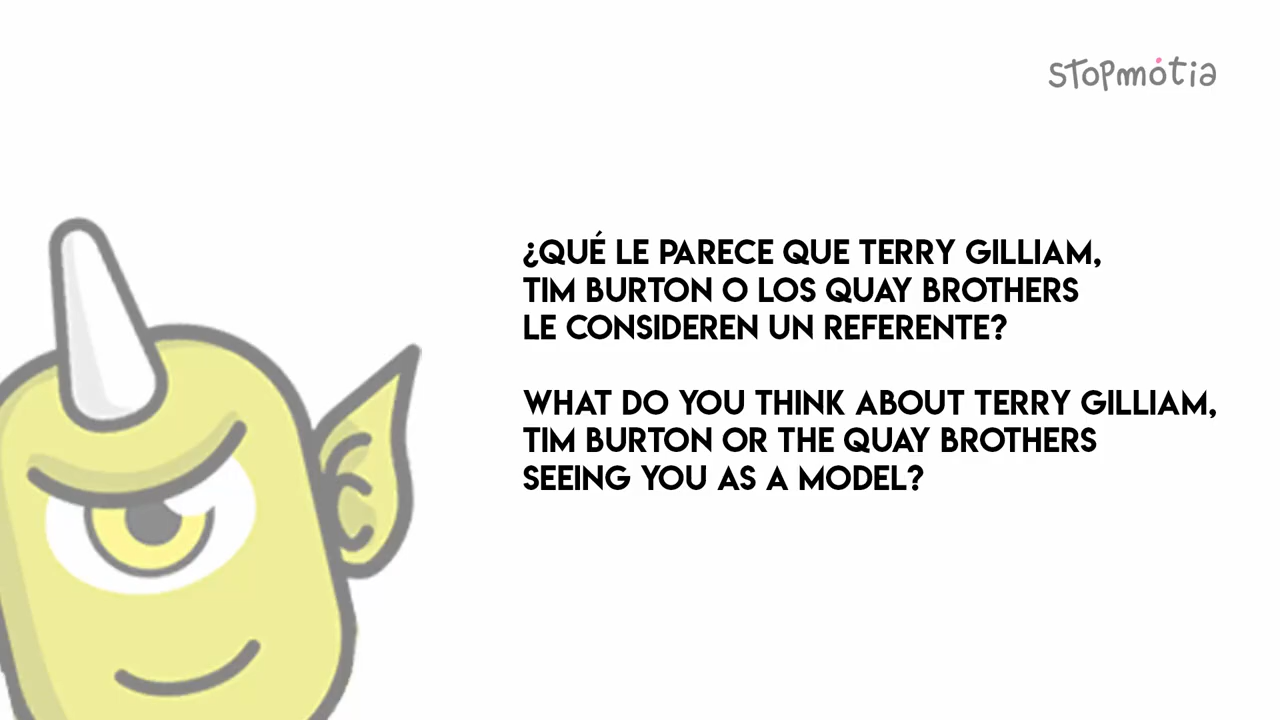 stopmótia
¿QUÉ LE PARECE QUE TERRY GILLIAM,
TIM BURTON O LOS QUAY BROTHERS
LE CONSIDEREN UN REFERENTE?
WHAT DO YOU THINK ABOUT TERRY GILLIAM,
TIM BURTON OR THE QUAY BROTHERS
SEEING YOU AS A MODEL?